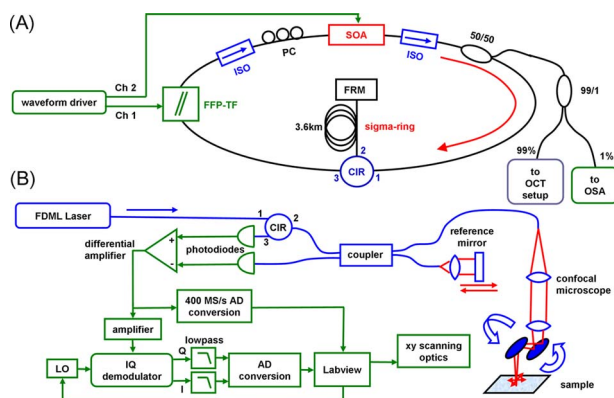 (A)
50/50
SOA
ISO
PC
ISO
Ch 2
waveform driver
Ch 1
FFP-TF
FRM
3.6km
sigma-ring
2
3 CIR 1
99/1
99%
1%
to OCT setup
to OSA
(B)
FDML Laser
1
CIR
2
3
differential amplifier
+
-
photodiodes
coupler
reference mirror
confocal microscope
400 MS/s AD conversion
amplifier
lowpass
LO
IQ demodulator
Q
I
AD conversion
Labview
xy scanning optics
sample